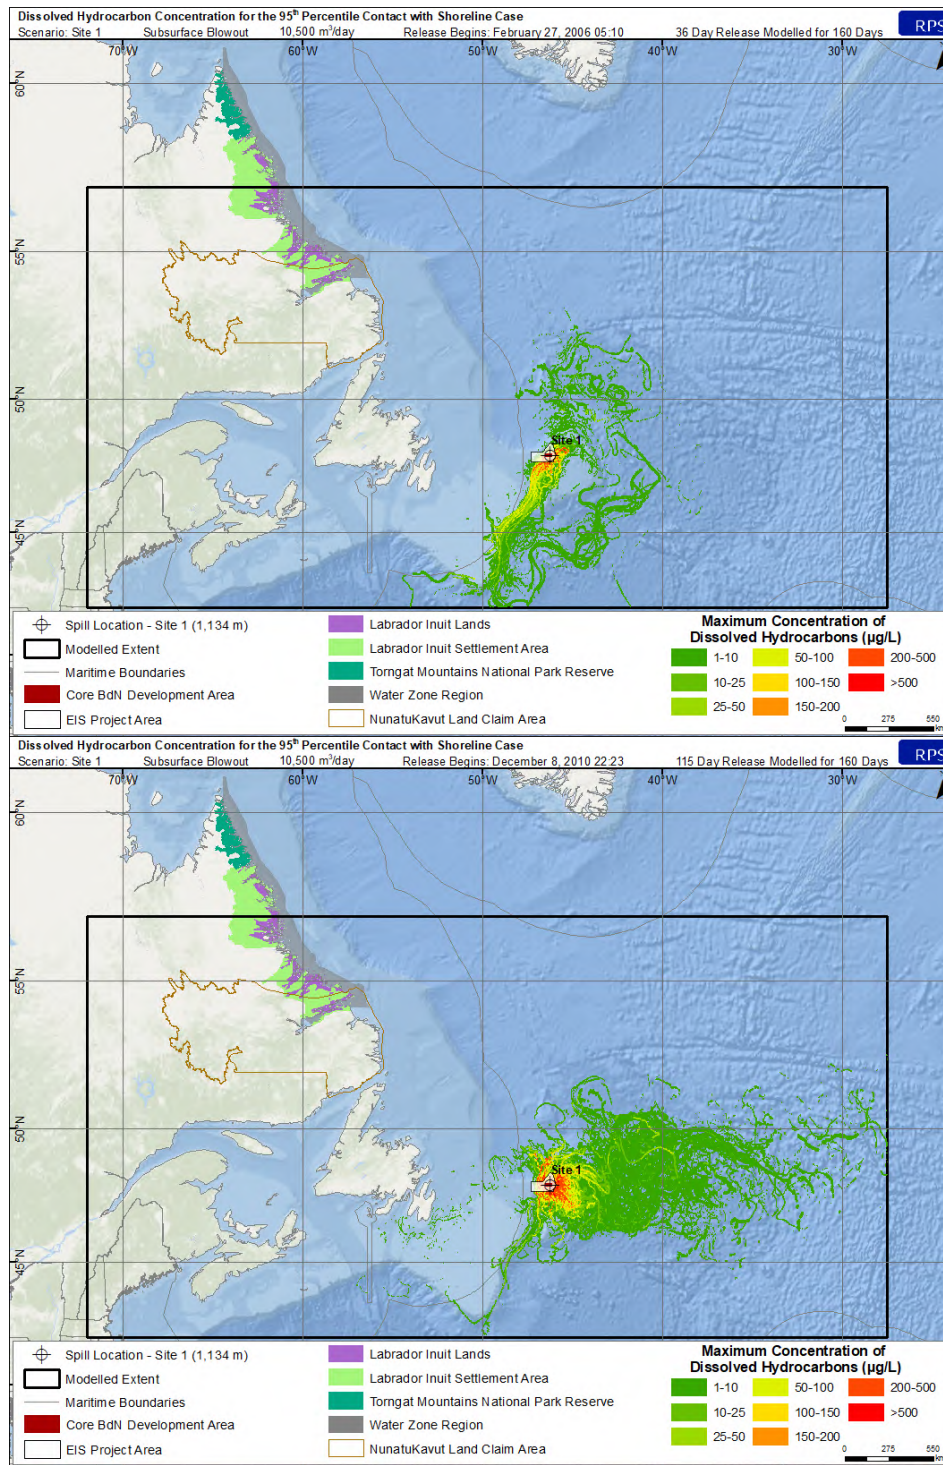 Dissolved Hydrocarbon Concentration for the 95th Percentile Contact with Shoreline Case
Scenario: Site 1 Subsurface Blowout 10,500 m³/day Release Begins: February 27, 2006 05:10 36 Day Release Modelled for 160 Days
RPS
70°W 60°W 50°W 40°W 30°W
60°N
55°N
50°N
Site 1
45°N
Spill Location - Site 1 (1,134 m)
Modelled Extent
Maritime Boundaries
Core BdN Development Area
EIS Project Area
Labrador Inuit Lands
Labrador Inuit Settlement Area
Torngat Mountains National Park Reserve
Water Zone Region
NunatuKavut Land Claim Area
Maximum Concentration of
Dissolved Hydrocarbons (µg/L)
1-10 50-100 200-500
10-25 100-150 >500
25-50 150-200
0 275 550
km
Dissolved Hydrocarbon Concentration for the 95th Percentile Contact with Shoreline Case
Scenario: Site 1 Subsurface Blowout 10,500 m³/day Release Begins: December 8, 2010 22:23 115 Day Release Modelled for 160 Days
RPS
70°W 60°W 50°W 40°W 30°W
60°N
55°N
50°N
Site 1
45°N
Spill Location - Site 1 (1,134 m)
Modelled Extent
Maritime Boundaries
Core BdN Development Area
EIS Project Area
Labrador Inuit Lands
Labrador Inuit Settlement Area
Torngat Mountains National Park Reserve
Water Zone Region
NunatuKavut Land Claim Area
Maximum Concentration of
Dissolved Hydrocarbons (µg/L)
1-10 50-100 200-500
10-25 100-150 >500
25-50 150-200
0 275 550
km